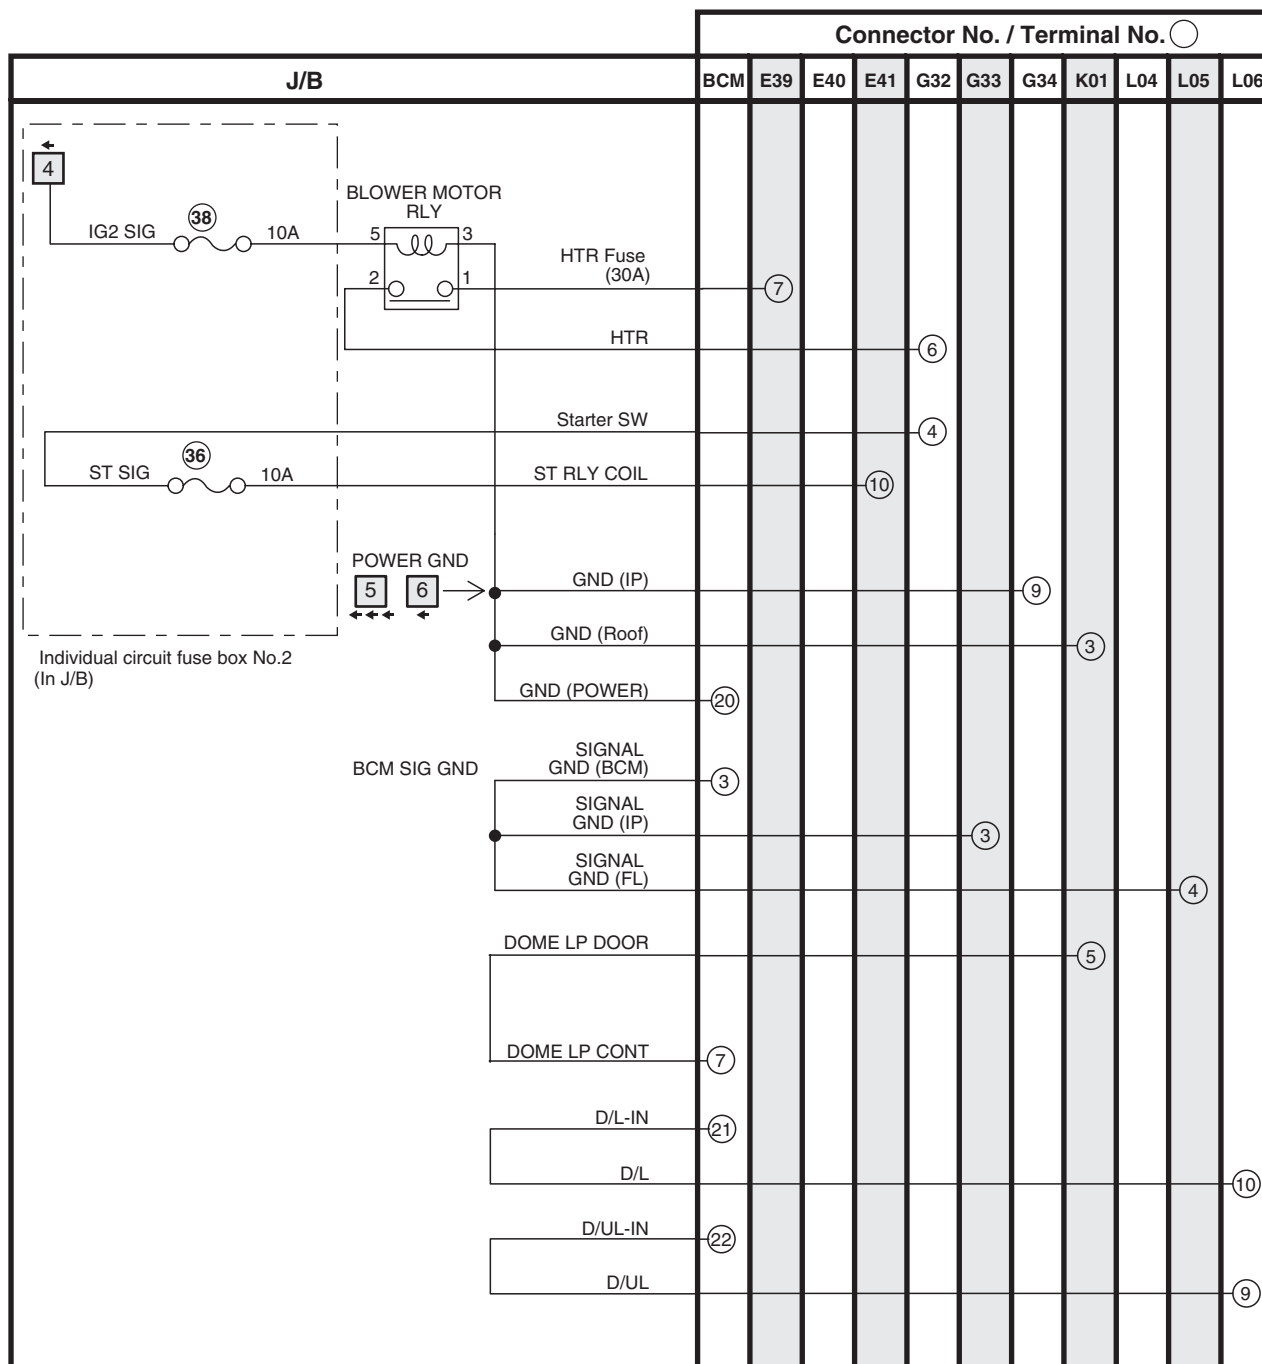 Connector No. / Terminal No.
J/B
BCM E39 E40 E41 G32 G33 G34 K01 L04 L05 L06
4
BLOWER MOTOR
RLY
IG2 SIG 38 10A 5 3
HTR Fuse
(30A)
2 1 7
HTR 6
Starter SW 4
ST SIG 36 10A ST RLY COIL 10
POWER GND
5 6 GND (IP) 9
GND (Roof) 3
Individual circuit fuse box No.2
(In J/B)
GND (POWER) 20
BCM SIG GND
SIGNAL
GND (BCM) 3
SIGNAL
GND (IP) 3
SIGNAL
GND (FL) 4
DOME LP DOOR 5
DOME LP CONT 7
D/L-IN 21
D/L 10
D/UL-IN 22
D/UL 9